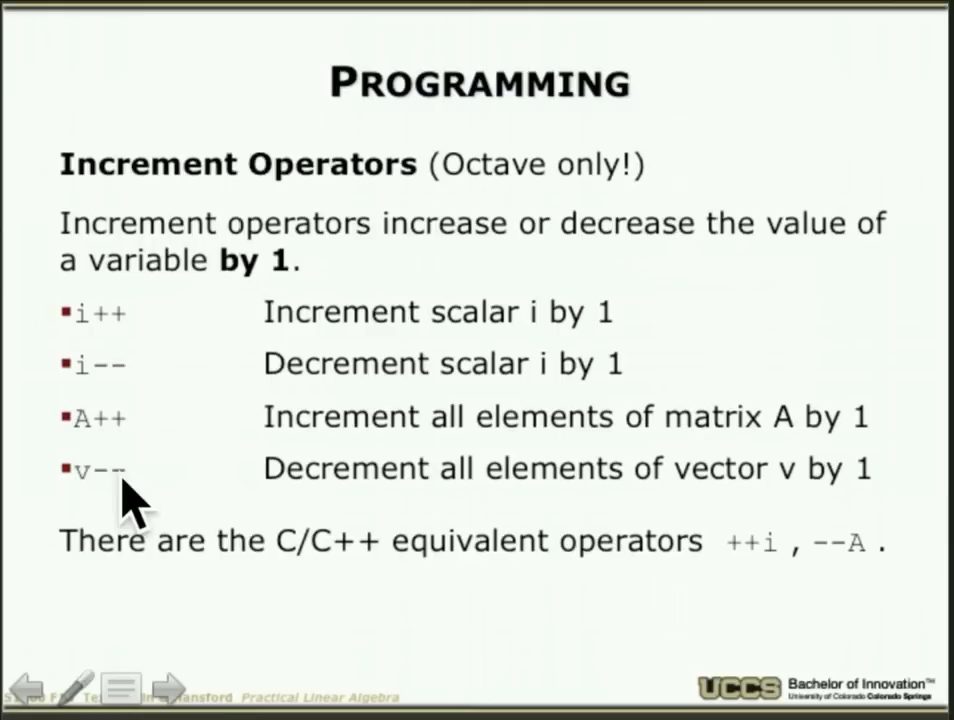 PROGRAMMING
Increment Operators (Octave only!)
Increment operators increase or decrease the value of
a variable by 1.
▪i++ Increment scalar i by 1
▪i-- Decrement scalar i by 1
▪A++ Increment all elements of matrix A by 1
▪v-- Decrement all elements of vector v by 1
There are the C/C++ equivalent operators ++i , --A .
Practical Linear Algebra
UCCS Bachelor of Innovation™
University of Colorado Colorado Springs